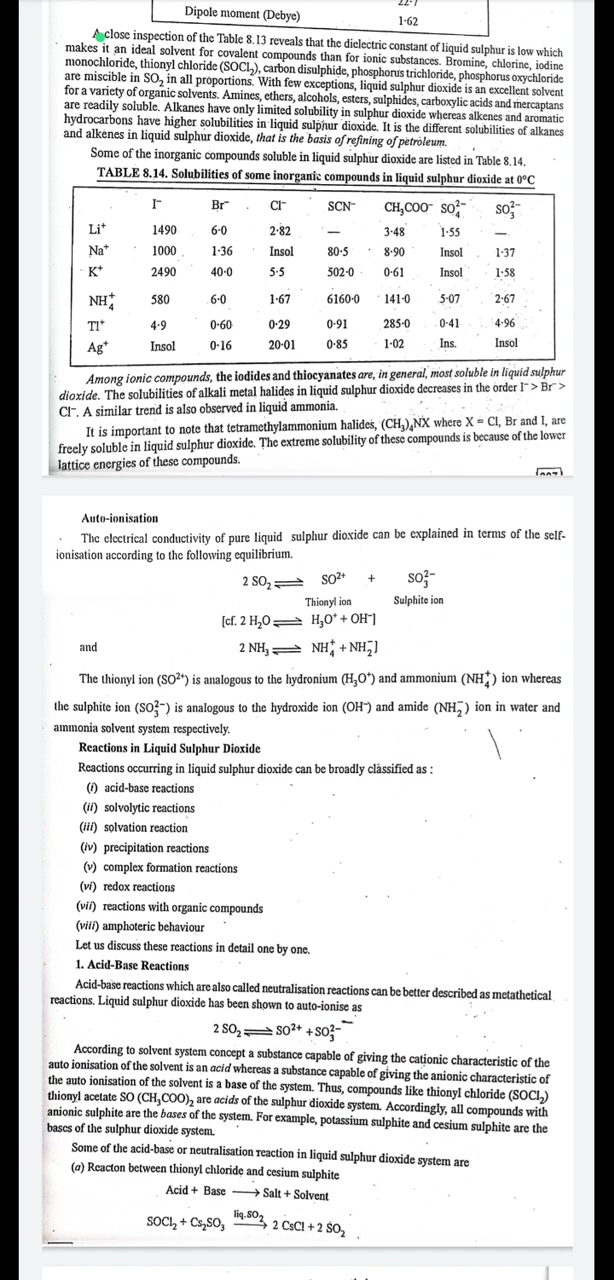 22·7
Dipole moment (Debye) 1·62
A close inspection of the Table 8.13 reveals that the dielectric constant of liquid sulphur is low which
makes it an ideal solvent for covalent compounds than for ionic substances. Bromine, chlorine, iodine
monochloride, thionyl chloride (SOCl₂), carbon disulphide, phosphorus trichloride, phosphorus oxychloride
are miscible in SO₂ in all proportions. With few exceptions, liquid sulphur dioxide is an excellent solvent
for a variety of organic solvents. Amines, ethers, alcohols, esters, sulphides, carboxylic acids and mercaptans
are readily soluble. Alkanes have only limited solubility in sulphur dioxide whereas alkenes and aromatic
hydrocarbons have higher solubilities in liquid sulphur dioxide. It is the different solubilities of alkanes
and alkenes in liquid sulphur dioxide, that is the basis of refining of petroleum.
Some of the inorganic compounds soluble in liquid sulphur dioxide are listed in Table 8.14.
TABLE 8.14. Solubilities of some inorganic compounds in liquid sulphur dioxide at 0°C
I⁻ Br⁻ Cl⁻ SCN⁻ CH₃COO⁻ SO₄²⁻ SO₃²⁻
Li⁺ 1490 6·0 2·82 — 3·48 1·55 —
Na⁺ 1000 1·36 Insol 80·5 8·90 Insol 1·37
K⁺ 2490 40·0 5·5 502·0 0·61 Insol 1·58
NH₄⁺ 580 6·0 1·67 6160·0 141·0 5·07 2·67
Tl⁺ 4·9 0·60 0·29 0·91 285·0 0·41 4·96
Ag⁺ Insol 0·16 20·01 0·85 1·02 Ins. Insol
Among ionic compounds, the iodides and thiocyanates are, in general, most soluble in liquid sulphur
dioxide. The solubilities of alkali metal halides in liquid sulphur dioxide decreases in the order I⁻ > Br⁻ >
Cl⁻. A similar trend is also observed in liquid ammonia.
It is important to note that tetramethylammonium halides, (CH₃)₄NX where X = Cl, Br and I, are
freely soluble in liquid sulphur dioxide. The extreme solubility of these compounds is because of the lower
lattice energies of these compounds.
Auto-ionisation
The electrical conductivity of pure liquid sulphur dioxide can be explained in terms of the self-
ionisation according to the following equilibrium.
2 SO₂ ⇌ SO²⁺ + SO₃²⁻
Thionyl ion Sulphite ion
[cf. 2 H₂O ⇌ H₃O⁺ + OH⁻]
and 2 NH₃ ⇌ NH₄⁺ + NH₂⁻]
The thionyl ion (SO²⁺) is analogous to the hydronium (H₃O⁺) and ammonium (NH₄⁺) ion whereas
the sulphite ion (SO₃²⁻) is analogous to the hydroxide ion (OH⁻) and amide (NH₂⁻) ion in water and
ammonia solvent system respectively.
Reactions in Liquid Sulphur Dioxide
Reactions occurring in liquid sulphur dioxide can be broadly classified as :
(i) acid-base reactions
(ii) solvolytic reactions
(iii) solvation reaction
(iv) precipitation reactions
(v) complex formation reactions
(vi) redox reactions
(vii) reactions with organic compounds
(viii) amphoteric behaviour
Let us discuss these reactions in detail one by one.
1. Acid-Base Reactions
Acid-base reactions which are also called neutralisation reactions can be better described as metathetical
reactions. Liquid sulphur dioxide has been shown to auto-ionise as
2 SO₂ ⇌ SO²⁺ + SO₃²⁻
According to solvent system concept a substance capable of giving the cationic characteristic of the
auto ionisation of the solvent is an acid whereas a substance capable of giving the anionic characteristic of
the auto ionisation of the solvent is a base of the system. Thus, compounds like thionyl chloride (SOCl₂)
thionyl acetate SO (CH₃COO)₂ are acids of the sulphur dioxide system. Accordingly, all compounds with
anionic sulphite are the bases of the system. For example, potassium sulphite and cesium sulphite are the
bases of the sulphur dioxide system.
Some of the acid-base or neutralisation reaction in liquid sulphur dioxide system are
(a) Reacton between thionyl chloride and cesium sulphite
Acid + Base ⟶ Salt + Solvent
SOCl₂ + Cs₂SO₃ liq.SO₂ ⟶ 2 CsCl + 2 SO₂